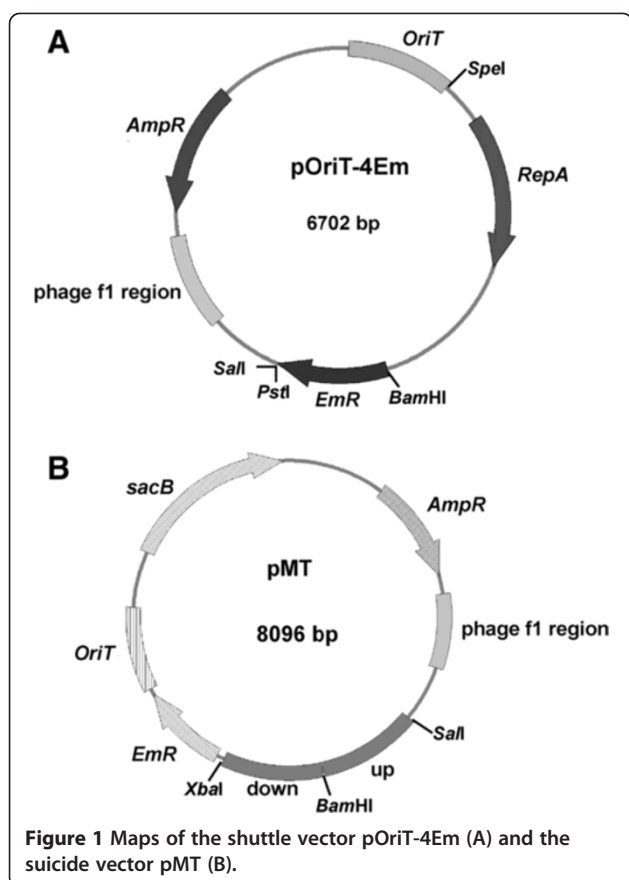 A
OriT
SpeI
AmpR
RepA
pOriT-4Em
6702 bp
phage f1 region
SalI
PstI
EmR
BamHI
B
sacB
AmpR
pMT
8096 bp
phage f1 region
OriT
SalI
EmR
up
XbaI
down
BamHI
Figure 1 Maps of the shuttle vector pOriT-4Em (A) and the
suicide vector pMT (B).